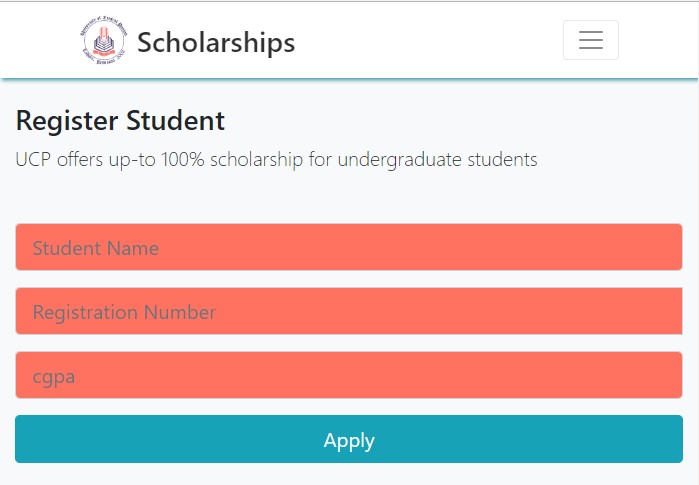 Scholarships
Register Student
UCP offers up-to 100% scholarship for undergraduate students
Student Name
Registration Number
cgpa
Apply